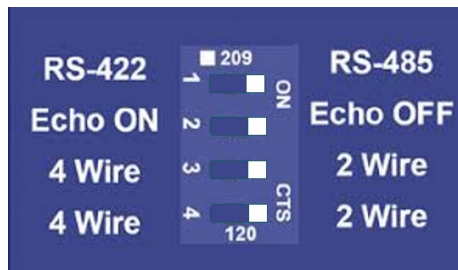 209
RS-422 1 ON RS-485
Echo ON 2 Echo OFF
4 Wire 3 2 Wire
4 Wire 4 CTS 2 Wire
120